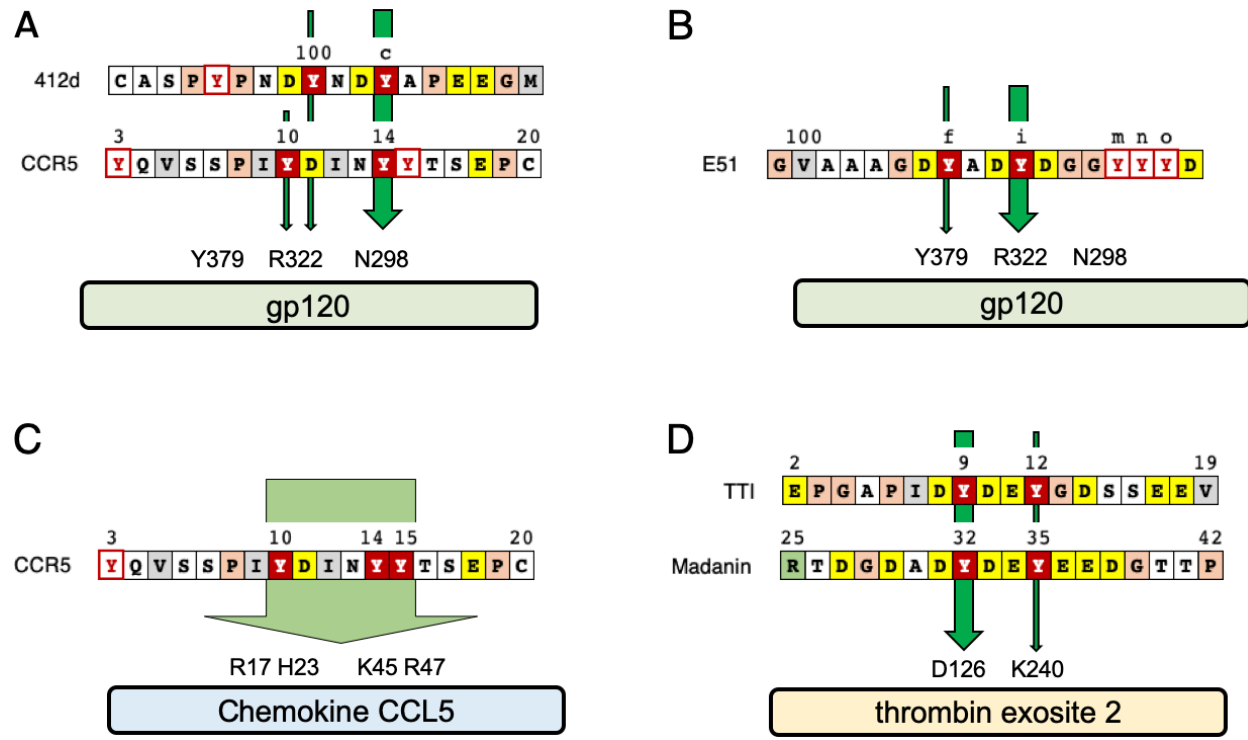 A
100 c
412d C A S P Y P N D Y N D Y A P E E G M
3 10 14 20
CCR5 Y Q V S S P I Y D I N Y Y T S E P C
Y379 R322 N298
gp120
B
100 f i m n o
E51 G V A A A G D Y A D Y D G G Y Y Y D
Y379 R322 N298
gp120
C
3 10 14 15 20
CCR5 Y Q V S S P I Y D I N Y Y T S E P C
R17 H23 K45 R47
Chemokine CCL5
D
2 9 12 19
TTI E P G A P I D Y D E Y G D S S E E V
25 32 35 42
Madanin R T D G D A D Y D E Y E E D G T T P
D126 K240
thrombin exosite 2